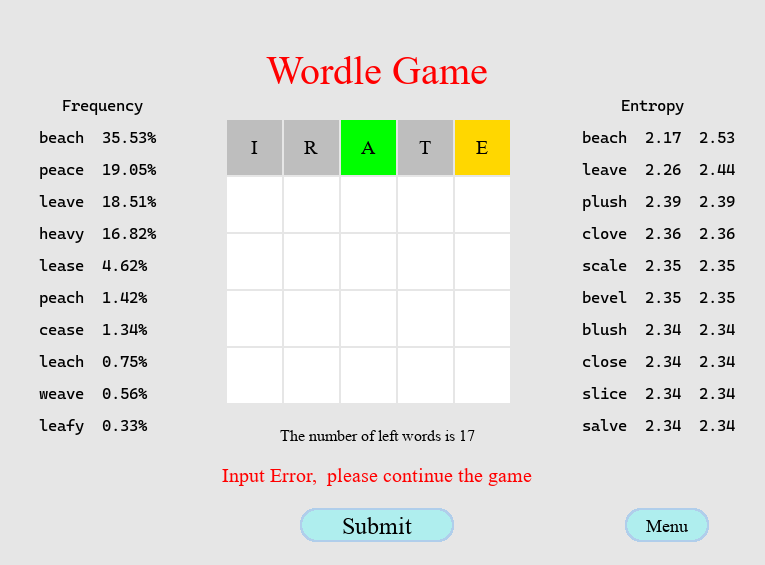 Wordle Game
Frequency
beach 35.53%
peace 19.05%
leave 18.51%
heavy 16.82%
lease 4.62%
peach 1.42%
cease 1.34%
leach 0.75%
weave 0.56%
leafy 0.33%
I R A T E
Entropy
beach 2.17 2.53
leave 2.26 2.44
plush 2.39 2.39
clove 2.36 2.36
scale 2.35 2.35
bevel 2.35 2.35
blush 2.34 2.34
close 2.34 2.34
slice 2.34 2.34
salve 2.34 2.34
The number of left words is 17
Input Error, please continue the game
Submit
Menu